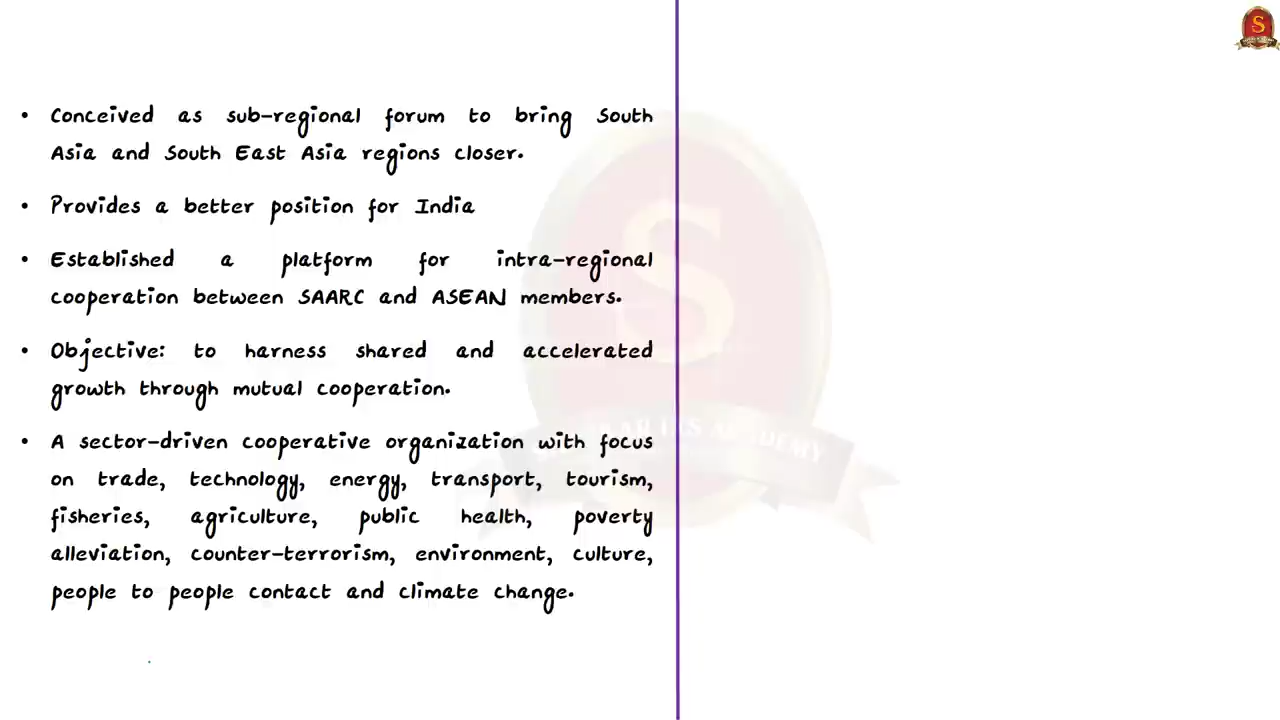 • Conceived as sub-regional forum to bring South
Asia and South East Asia regions closer.
• Provides a better position for India
• Established a platform for intra-regional
cooperation between SAARC and ASEAN members.
• Objective: to harness shared and accelerated
growth through mutual cooperation.
• A sector-driven cooperative organization with focus
on trade, technology, energy, transport, tourism,
fisheries, agriculture, public health, poverty
alleviation, counter-terrorism, environment, culture,
people to people contact and climate change.
S